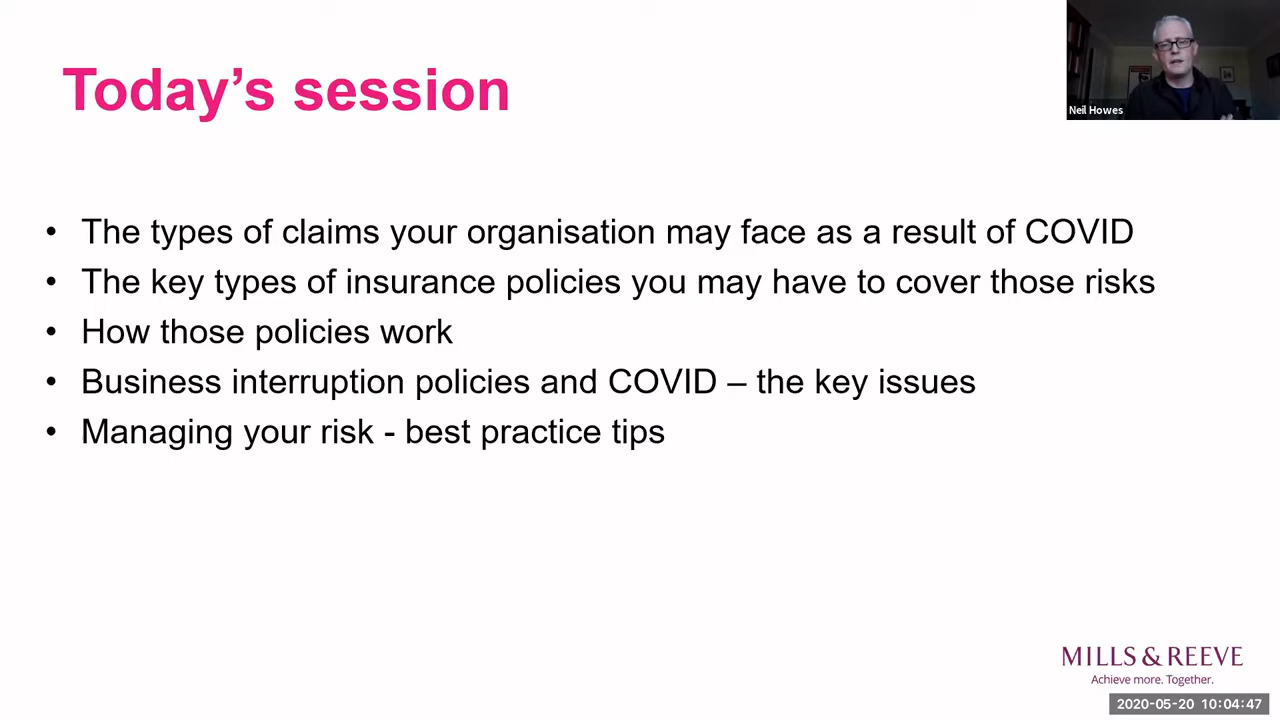 Today’s session
Neil Howes
• The types of claims your organisation may face as a result of COVID
• The key types of insurance policies you may have to cover those risks
• How those policies work
• Business interruption policies and COVID – the key issues
• Managing your risk - best practice tips
MILLS & REEVE
Achieve more. Together.
2020-05-20 10:04:47